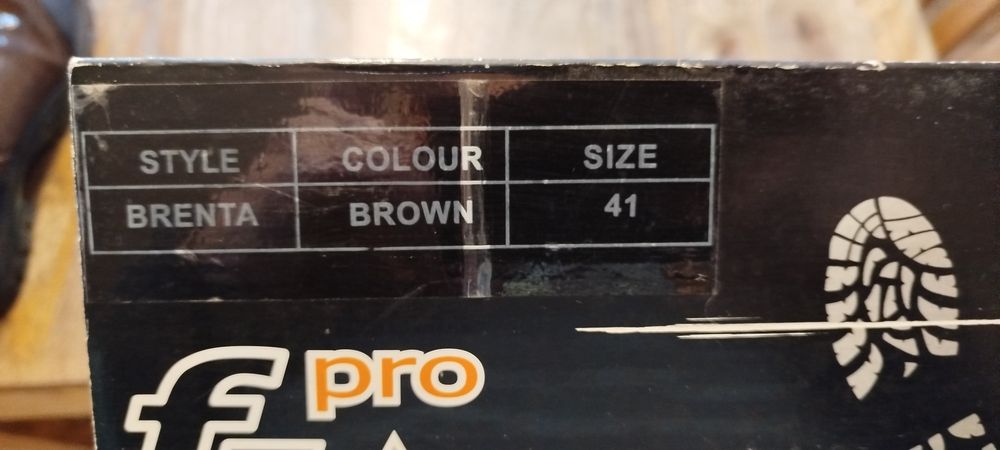 STYLE COLOUR SIZE
BRENTA BROWN 41
pro
f